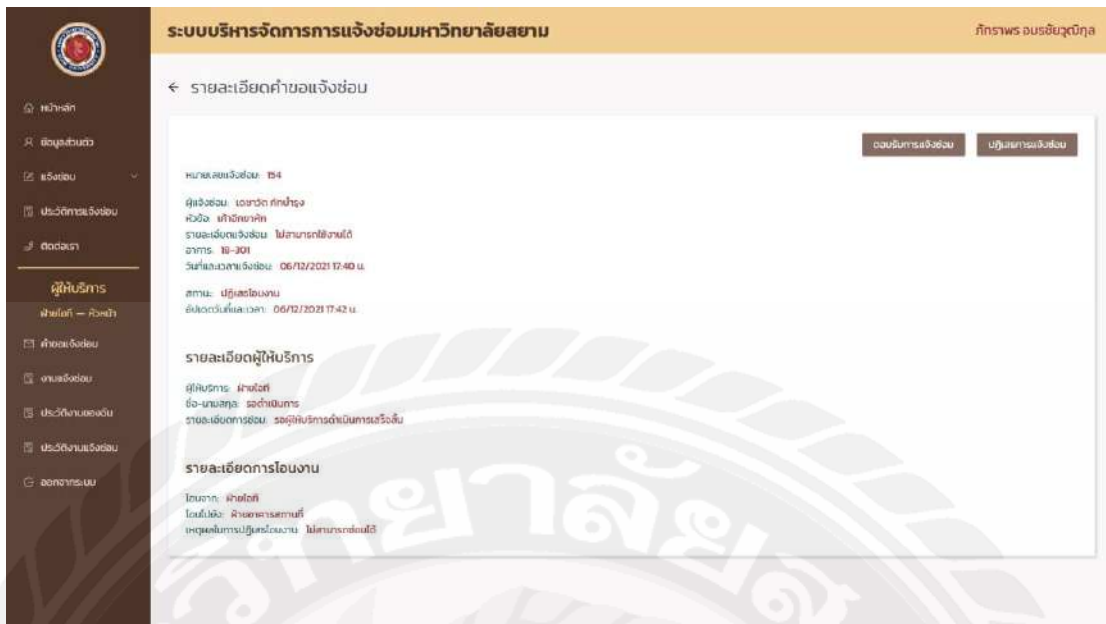 ระบบบริหารจัดการการแจ้งซ่อมมหาวิทยาลัยสยาม
ภัทราพร อมรชัยวุฒิกุล
หน้าหลัก
ข้อมูลส่วนตัว
แจ้งซ่อม
ประวัติการแจ้งซ่อม
ติดต่อเรา
ผู้ให้บริการ
ฝ่ายไอที — หัวหน้า
คำขอแจ้งซ่อม
งานแจ้งซ่อม
ประวัติงานของฉัน
ประวัติงานแจ้งซ่อม
ออกจากระบบ
← รายละเอียดคำขอแจ้งซ่อม
ตอบรับการแจ้งซ่อม
ปฏิเสธการแจ้งซ่อม
หมายเลขแจ้งซ่อม: 154
ผู้แจ้งซ่อม: เอชาวัต ภักบำรุง
หัวข้อ: เก้าอี้ขาหัก
รายละเอียดแจ้งซ่อม: ไม่สามารถใช้งานได้
อาคาร: 18-301
วันที่และเวลาแจ้งซ่อม: 06/12/2021 17:40 น.
สถานะ: ปฏิเสธโอนงาน
อัปเดตวันที่และเวลา: 06/12/2021 17:42 น.
รายละเอียดผู้ให้บริการ
ผู้ให้บริการ: ฝ่ายไอที
ชื่อ-นามสกุล: รอดำเนินการ
รายละเอียดการซ่อม: รอผู้ให้บริการดำเนินการเสร็จสิ้น
รายละเอียดการโอนงาน
โอนจาก: ฝ่ายไอที
โอนไปยัง: ฝ่ายอาคารสถานที่
เหตุผลในการปฏิเสธโอนงาน: ไม่สามารถซ่อมได้
วิทยาลัยส